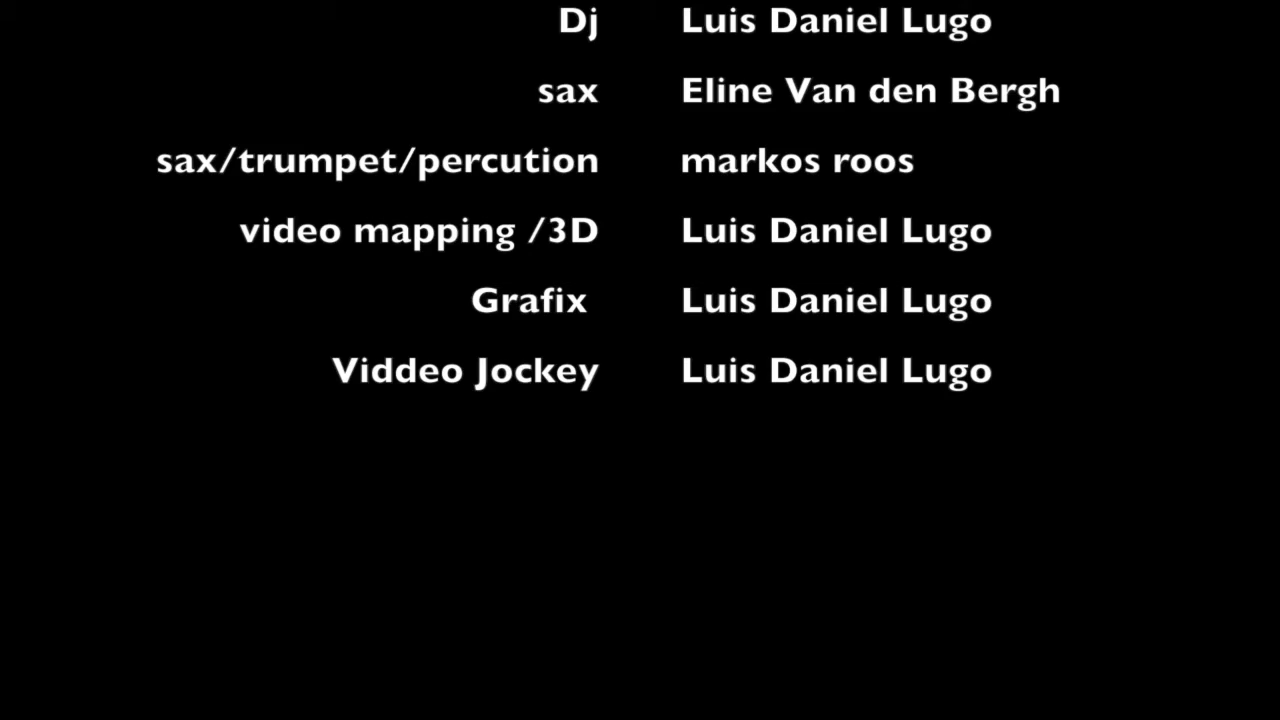 Dj Luis Daniel Lugo
sax Eline Van den Bergh
sax/trumpet/percution markos roos
video mapping /3D Luis Daniel Lugo
Grafix Luis Daniel Lugo
Viddeo Jockey Luis Daniel Lugo